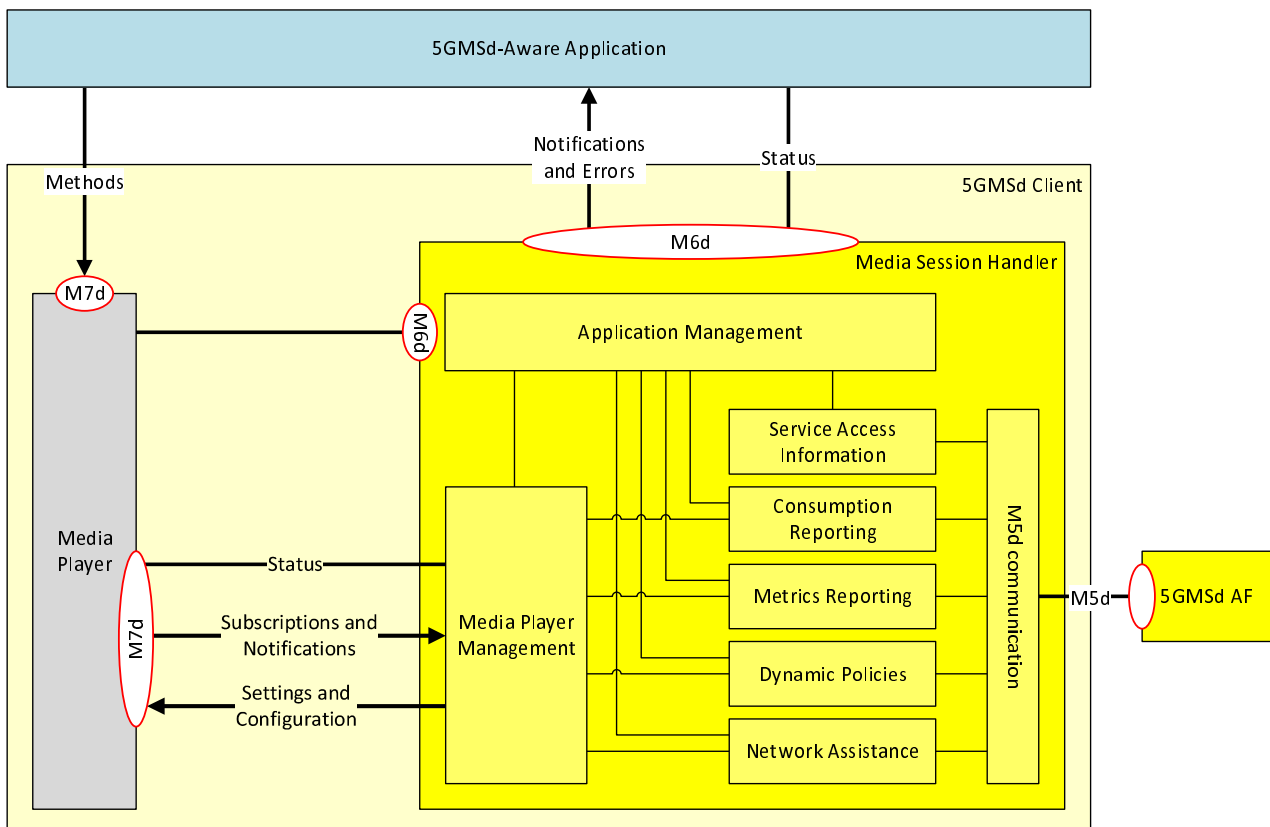 5GMSd-Aware Application
Notifications
and Errors
Status
Methods
5GMSd Client
M6d
Media Session Handler
M7d
M6d
Application Management
Service Access
Information
Consumption
Reporting
Media
Player
Status
M5d communication
Metrics Reporting
M5d
5GMSd AF
Subscriptions and
Notifications
M7d
Media Player
Management
Dynamic Policies
Settings and
Configuration
Network Assistance